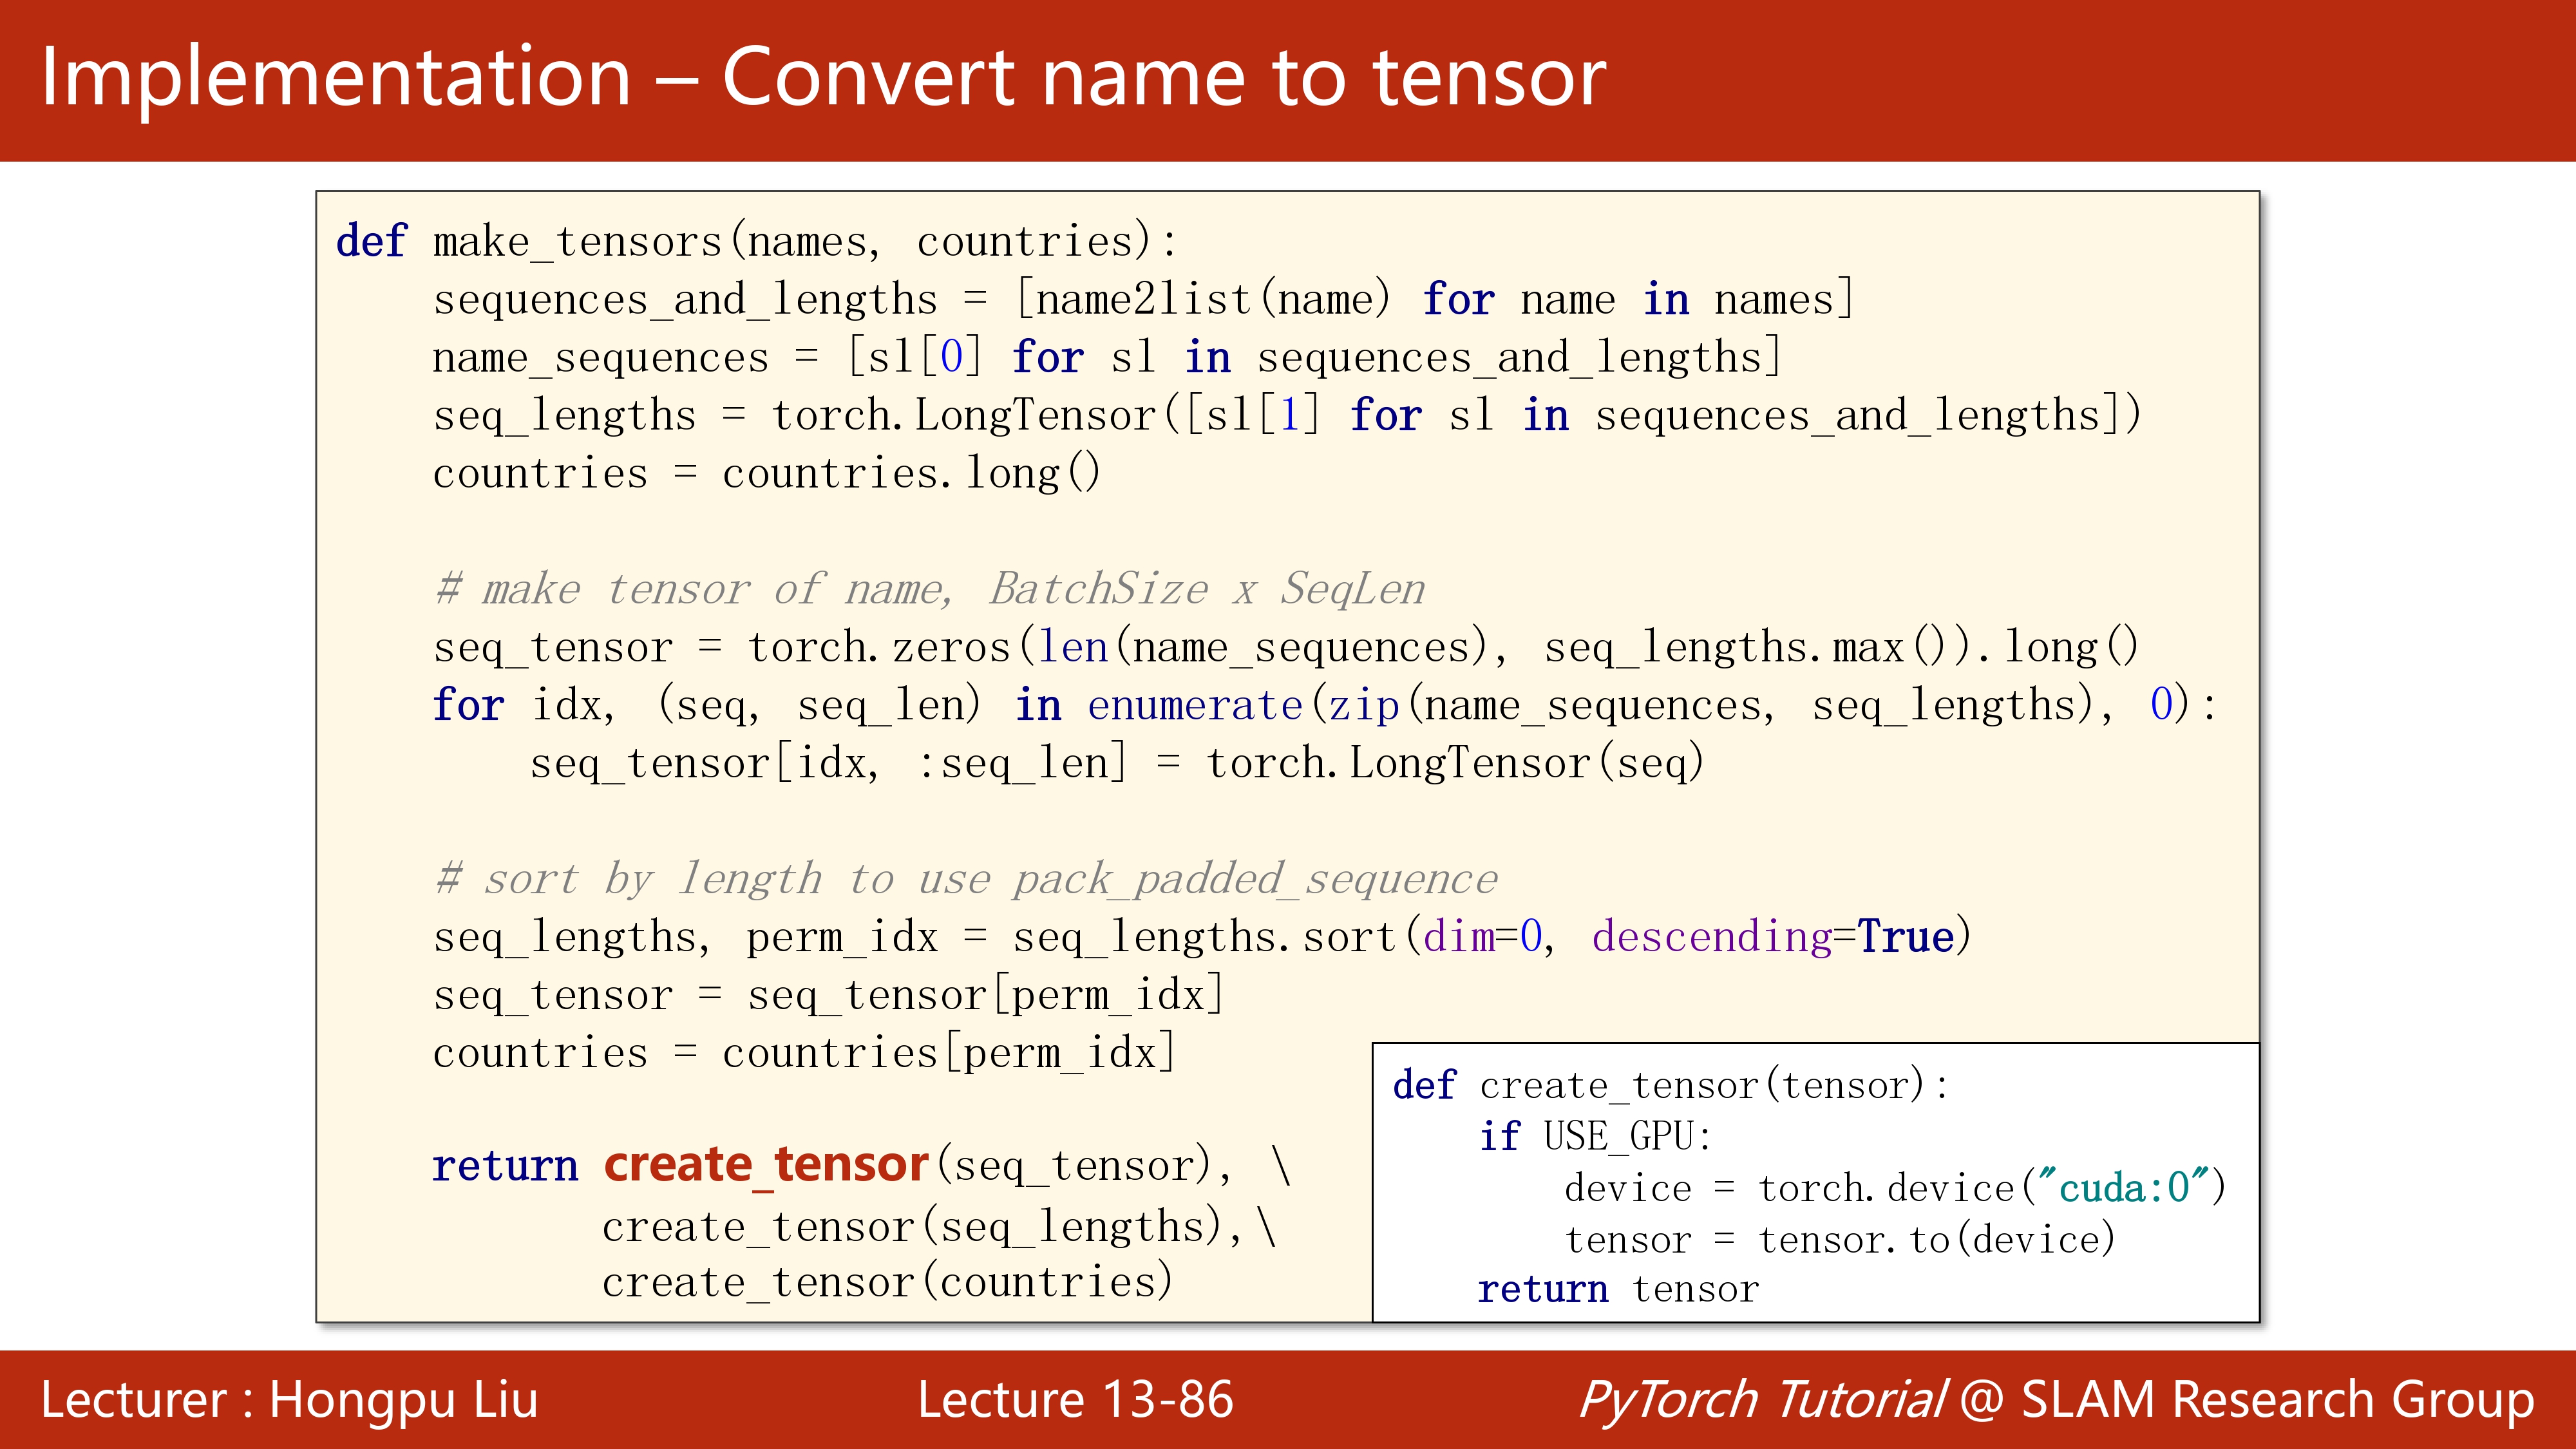 Implementation – Convert name to tensor
def make_tensors(names, countries):
    sequences_and_lengths = [name2list(name) for name in names]
    name_sequences = [sl[0] for sl in sequences_and_lengths]
    seq_lengths = torch.LongTensor([sl[1] for sl in sequences_and_lengths])
    countries = countries.long()
    # make tensor of name, BatchSize x SeqLen
    seq_tensor = torch.zeros(len(name_sequences), seq_lengths.max()).long()
    for idx, (seq, seq_len) in enumerate(zip(name_sequences, seq_lengths), 0):
        seq_tensor[idx, :seq_len] = torch.LongTensor(seq)
    # sort by length to use pack_padded_sequence
    seq_lengths, perm_idx = seq_lengths.sort(dim=0, descending=True)
    seq_tensor = seq_tensor[perm_idx]
    countries = countries[perm_idx]
    return create_tensor(seq_tensor), \
           create_tensor(seq_lengths),\
           create_tensor(countries)
def create_tensor(tensor):
    if USE_GPU:
        device = torch.device("cuda:0")
        tensor = tensor.to(device)
    return tensor
Lecturer : Hongpu Liu
Lecture 13-86
PyTorch Tutorial @ SLAM Research Group